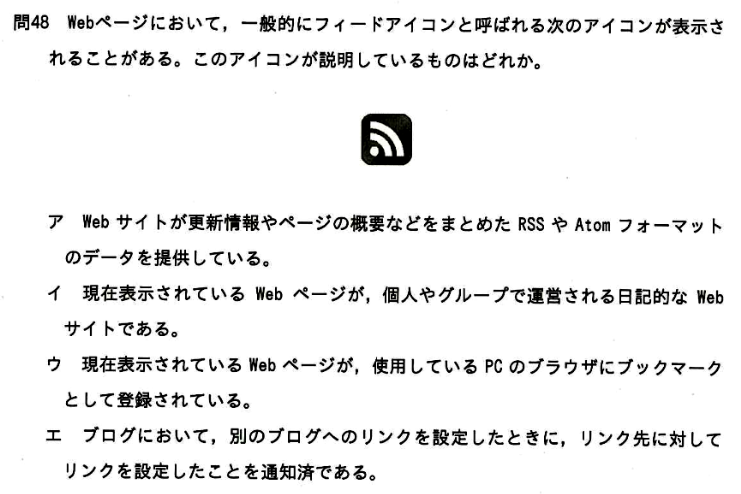 問48　Webページにおいて，一般的にフィードアイコンと呼ばれる次のアイコンが表示さ
れることがある。このアイコンが説明しているものはどれか。
ア　Web サイトが更新情報やページの概要などをまとめた RSS や Atom フォーマット
のデータを提供している。
イ　現在表示されている Web ページが，個人やグループで運営される日記的な Web
サイトである。
ウ　現在表示されている Web ページが，使用している PC のブラウザにブックマーク
として登録されている。
エ　ブログにおいて，別のブログへのリンクを設定したときに，リンク先に対して
リンクを設定したことを通知済である。